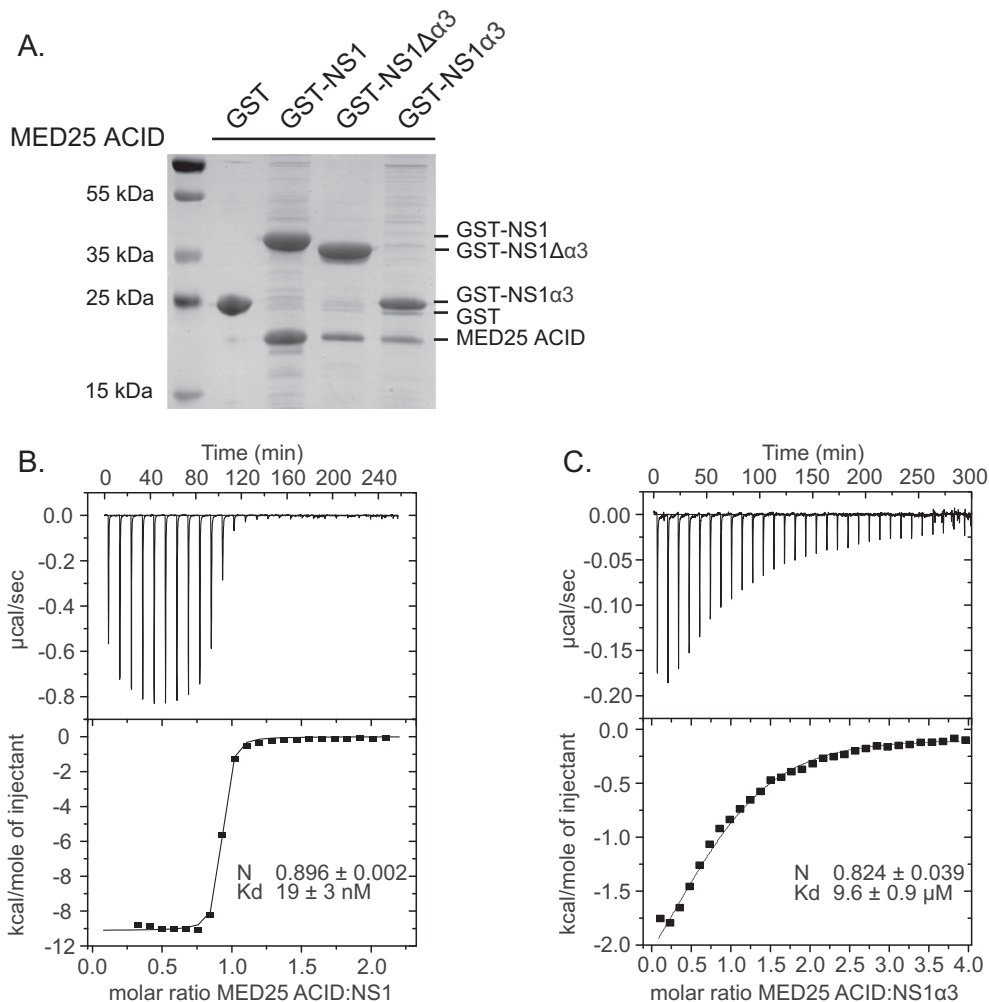 A.
GST
GST-NS1
GST-NS1Δα3
GST-NS1α3
MED25 ACID
55 kDa
35 kDa
25 kDa
15 kDa
GST-NS1
GST-NS1Δα3
GST-NS1α3
GST
MED25 ACID
B.
Time (min)
0 40 80 120 160 200 240
0.0
-0.2
-0.4
-0.6
-0.8
µcal/sec
0
-2
-4
-6
-8
-12
kcal/mole of injectant
N 0.896 ± 0.002
Kd 19 ± 3 nM
0.0 0.5 1.0 1.5 2.0
molar ratio MED25 ACID:NS1
C.
Time (min)
0 50 100 150 200 250 300
0.00
-0.05
-0.10
-0.15
-0.20
µcal/sec
0.0
-0.5
-1.0
-1.5
-2.0
kcal/mole of injectant
N 0.824 ± 0.039
Kd 9.6 ± 0.9 µM
0.0 0.5 1.0 1.5 2.0 2.5 3.0 3.5 4.0
molar ratio MED25 ACID:NS1α3